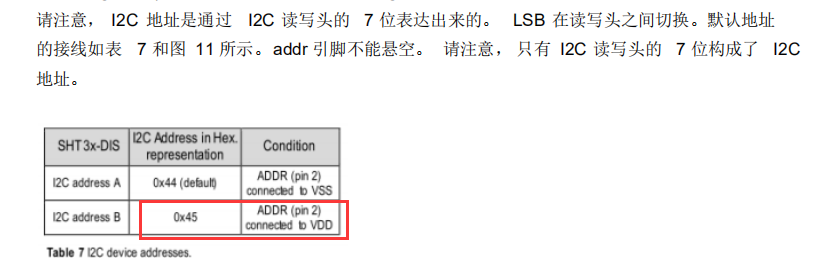 请注意， I2C 地址是通过 I2C 读写头的 7 位表达出来的。 LSB 在读写头之间切换。默认地址
的接线如表 7 和图 11 所示。addr 引脚不能悬空。 请注意， 只有 I2C 读写头的 7 位构成了 I2C
地址。
SHT3x-DIS I2C Address in Hex. representation Condition
I2C address A 0x44 (default) ADDR (pin 2) connected to VSS
I2C address B 0x45 ADDR (pin 2) connected to VDD
Table 7 I2C device addresses.